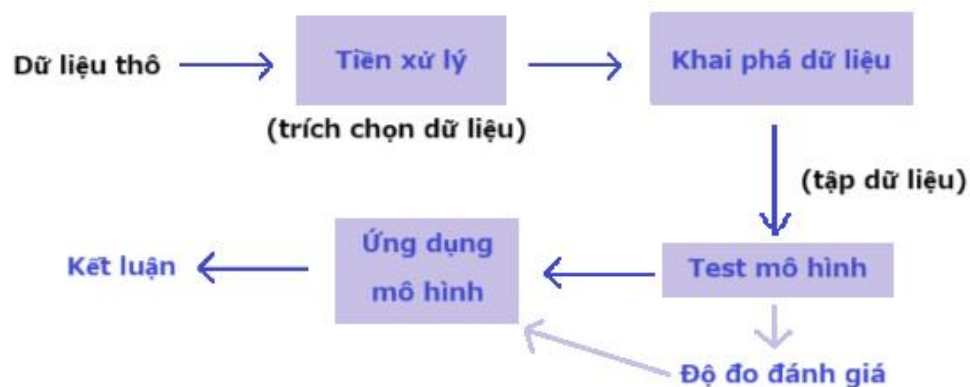 Dữ liệu thô
Tiền xử lý
(trích chọn dữ liệu)
Khai phá dữ liệu
(tập dữ liệu)
Test mô hình
Độ đo đánh giá
Ứng dụng
mô hình
Kết luận